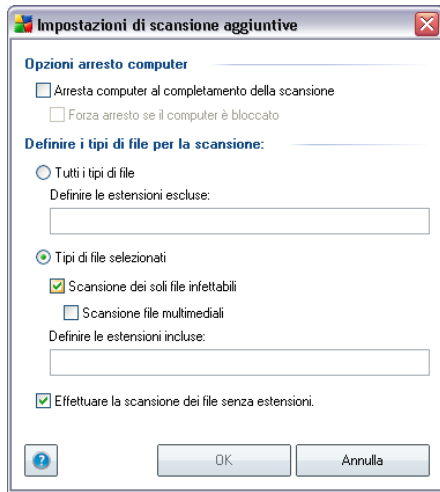 Impostazioni di scansione aggiuntive
Opzioni arresto computer
Arresta computer al completamento della scansione
Forza arresto se il computer è bloccato
Definire i tipi di file per la scansione:
Tutti i tipi di file
Definire le estensioni escluse:
Tipi di file selezionati
Scansione dei soli file infettabili
Scansione file multimediali
Definire le estensioni incluse:
Effettuare la scansione dei file senza estensioni.
?
OK
Annulla